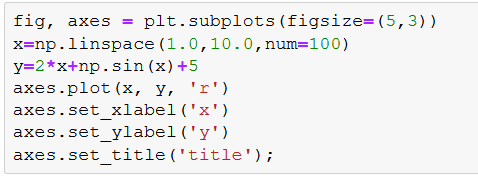 fig, axes = plt.subplots(figsize=(5,3))
x=np.linspace(1.0,10.0,num=100)
y=2*x+np.sin(x)+5
axes.plot(x, y, 'r')
axes.set_xlabel('x')
axes.set_ylabel('y')
axes.set_title('title');